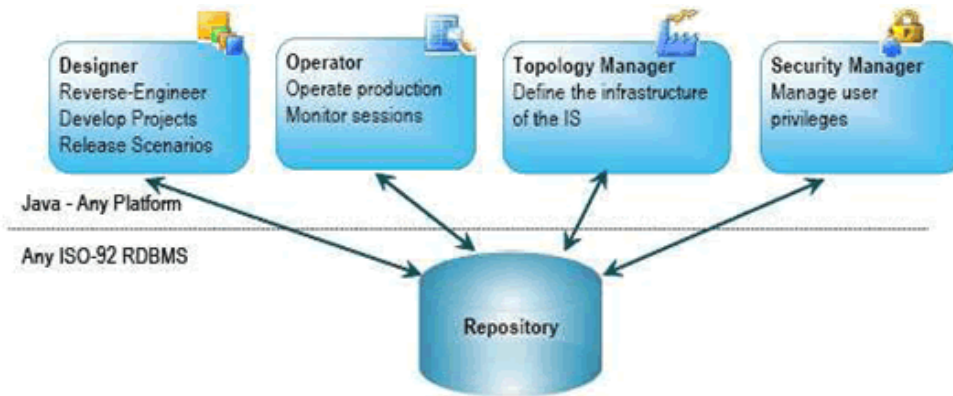 Designer
Reverse-Engineer
Develop Projects
Release Scenarios
Operator
Operate production
Monitor sessions
Topology Manager
Define the infrastructure
of the IS
Security Manager
Manage user
privileges
Java - Any Platform
Any ISO-92 RDBMS
Repository